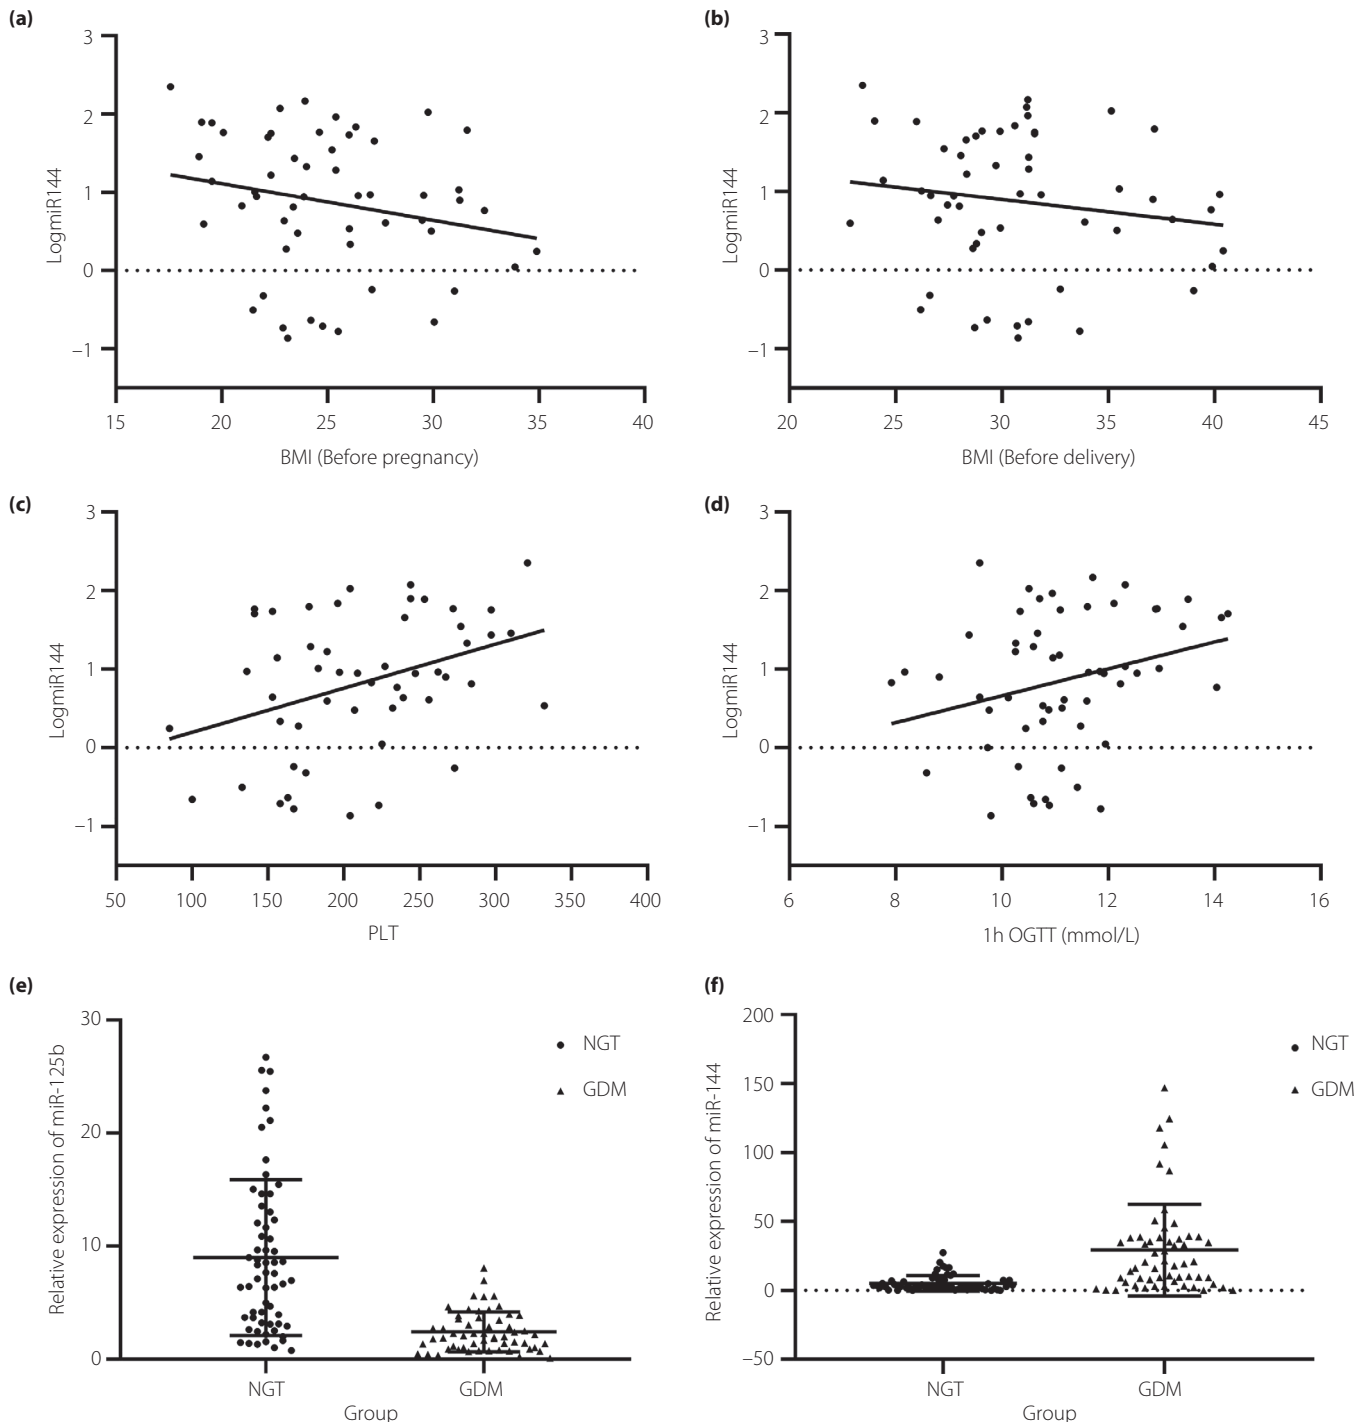 (a)
3
2
1
0
−1
LogmiR144
15 20 25 30 35 40
BMI (Before pregnancy)
(b)
3
2
1
0
−1
LogmiR144
20 25 30 35 40 45
BMI (Before delivery)
(c)
3
2
1
0
−1
LogmiR144
50 100 150 200 250 300 350 400
PLT
(d)
3
2
1
0
−1
LogmiR144
6 8 10 12 14 16
1h OGTT (mmol/L)
(e)
30
20
10
0
Relative expression of miR-125b
NGT
GDM
NGT GDM
Group
(f)
200
150
100
50
0
−50
Relative expression of miR-144
NGT
GDM
NGT GDM
Group